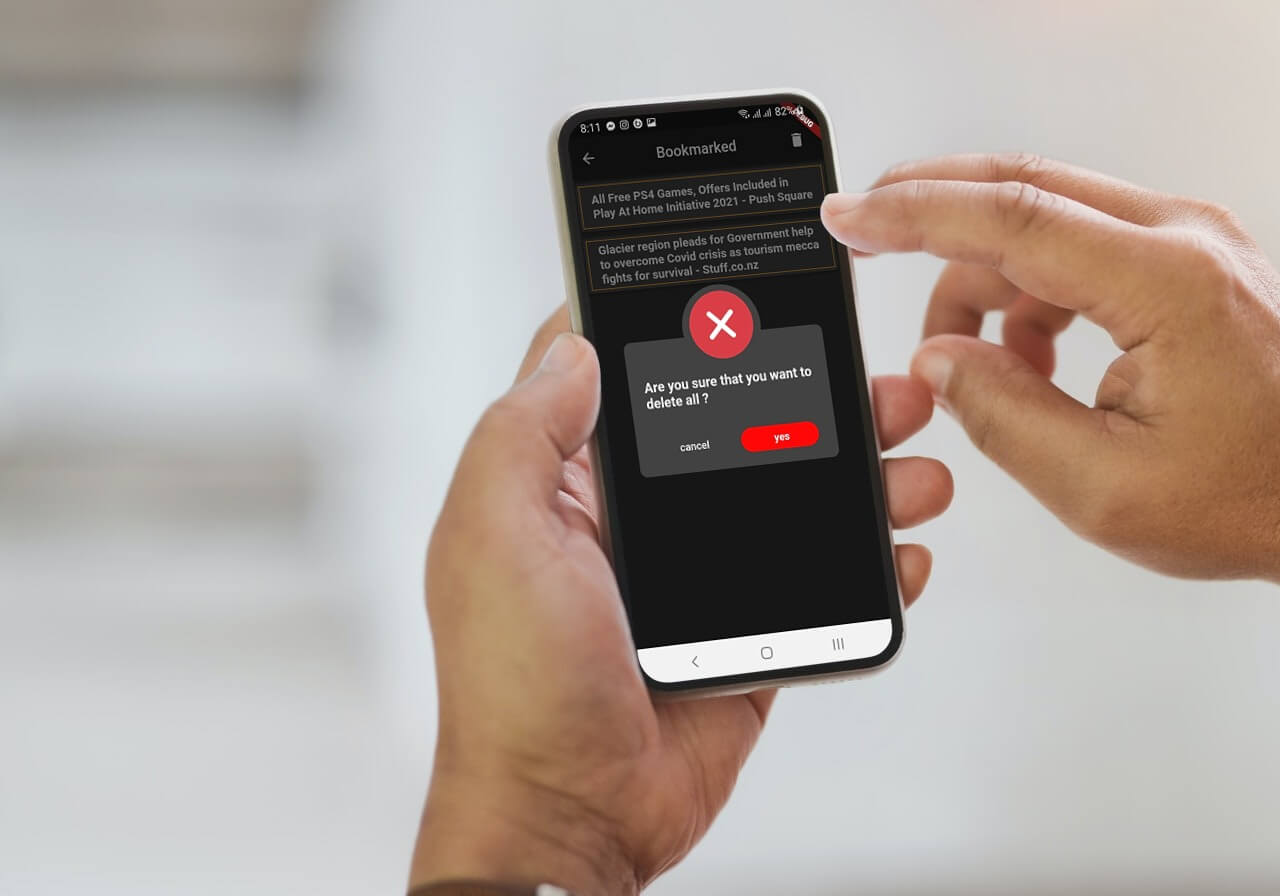 8:11
82%
Bookmarked
All Free PS4 Games, Offers Included in
Play At Home Initiative 2021 - Push Square
Glacier region pleads for Government help
to overcome Covid crisis as tourism mecca
fights for survival - Stuff.co.nz
Are you sure that you want to
delete all ?
cancel
yes